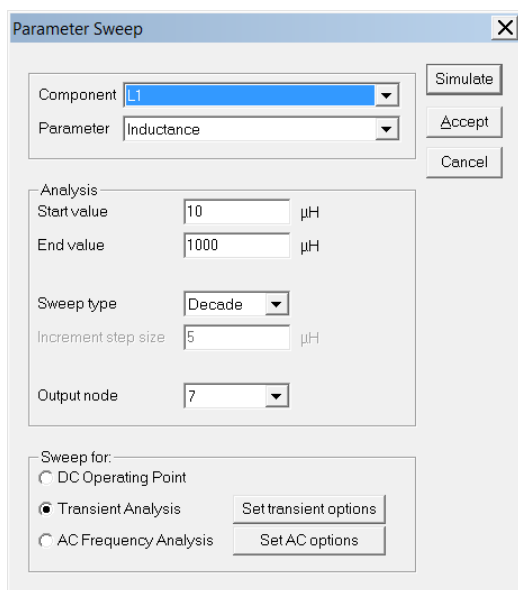 Parameter Sweep
Component L1
Parameter Inductance
Simulate
Accept
Cancel
Analysis
Start value 10 µH
End value 1000 µH
Sweep type Decade
Increment step size 5 µH
Output node 7
Sweep for:
DC Operating Point
Transient Analysis Set transient options
AC Frequency Analysis Set AC options